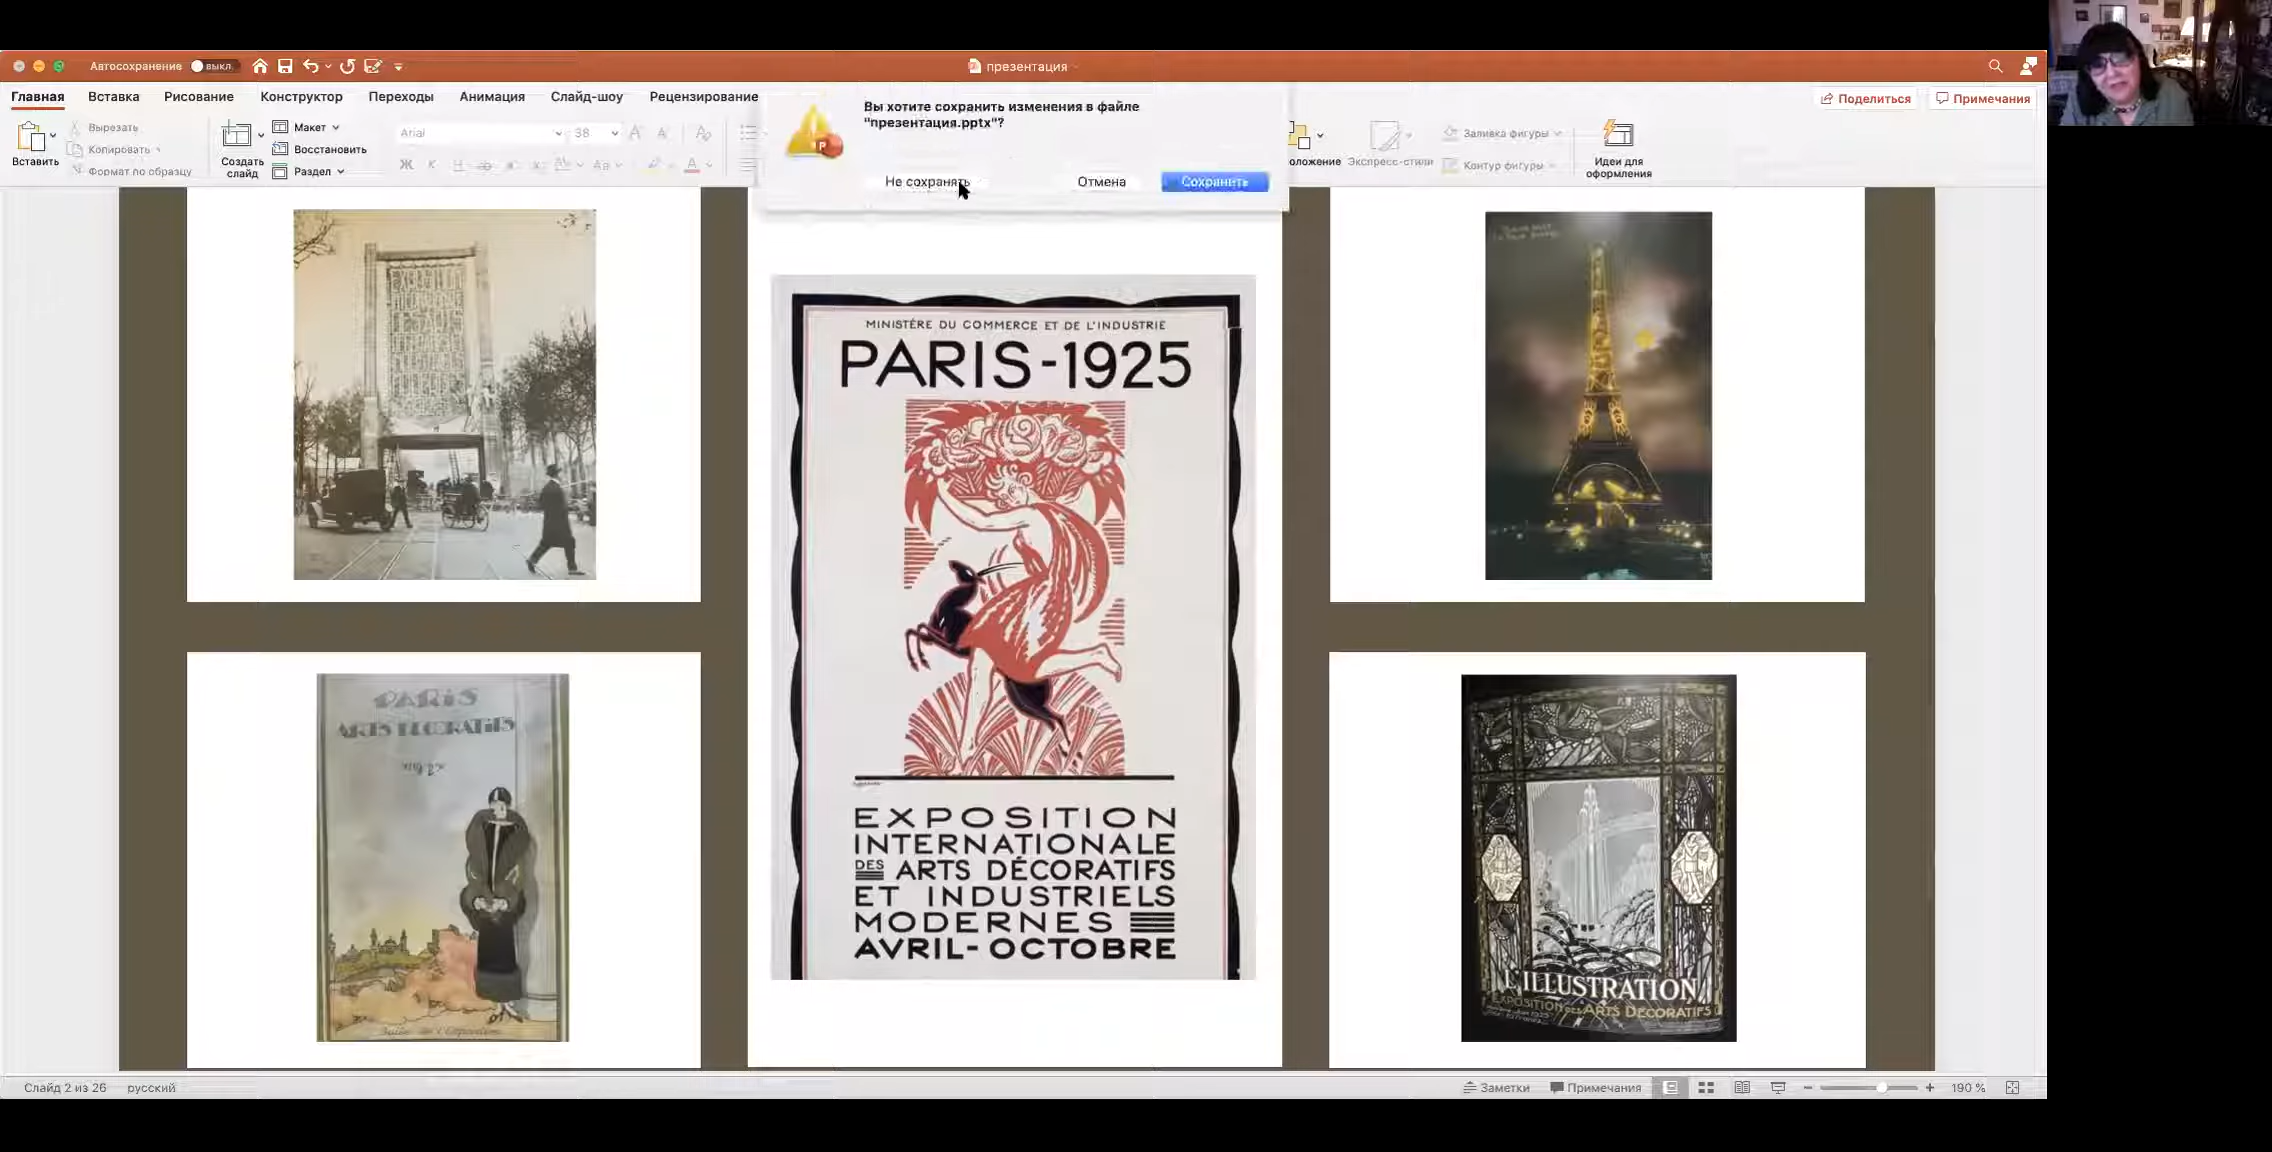 Автосохранение выкл.
презентация
Главная Вставка Рисование Конструктор Переходы Анимация Слайд-шоу Рецензирование
Поделиться Примечания
Вы хотите сохранить изменения в файле
"презентация.pptx"?
Не сохранять Отмена Сохранить
Вставить
Вырезать
Копировать
Формат по образцу
Создать
слайд
Макет
Восстановить
Раздел
Arial 38
Ж К Ч
оложение
Экспресс-стили
Заливка фигуры
Контур фигуры
Идеи для
оформления
MINISTÈRE DU COMMERCE ET DE L'INDUSTRIE
PARIS-1925
EXPOSITION
INTERNATIONALE
DES ARTS DÉCORATIFS
ET INDUSTRIELS
MODERNES
AVRIL-OCTOBRE
PARIS
ARTS DECORATIFS
1925
L'ILLUSTRATION
EXPOSITION DES ARTS DECORATIFS
Слайд 2 из 26 русский
Заметки Примечания 190 %